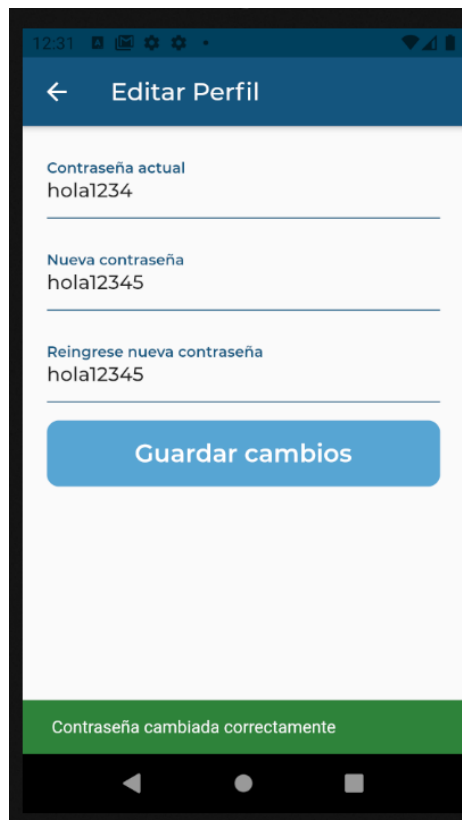 12:31
Editar Perfil
Contraseña actual
hola1234
Nueva contraseña
hola12345
Reingrese nueva contraseña
hola12345
Guardar cambios
Contraseña cambiada correctamente